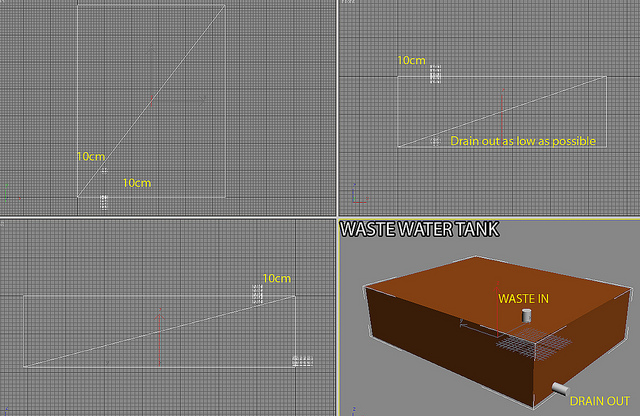 10cm
10cm
10cm
Drain out as low as possible
10cm
WASTE WATER TANK
WASTE IN
DRAIN OUT